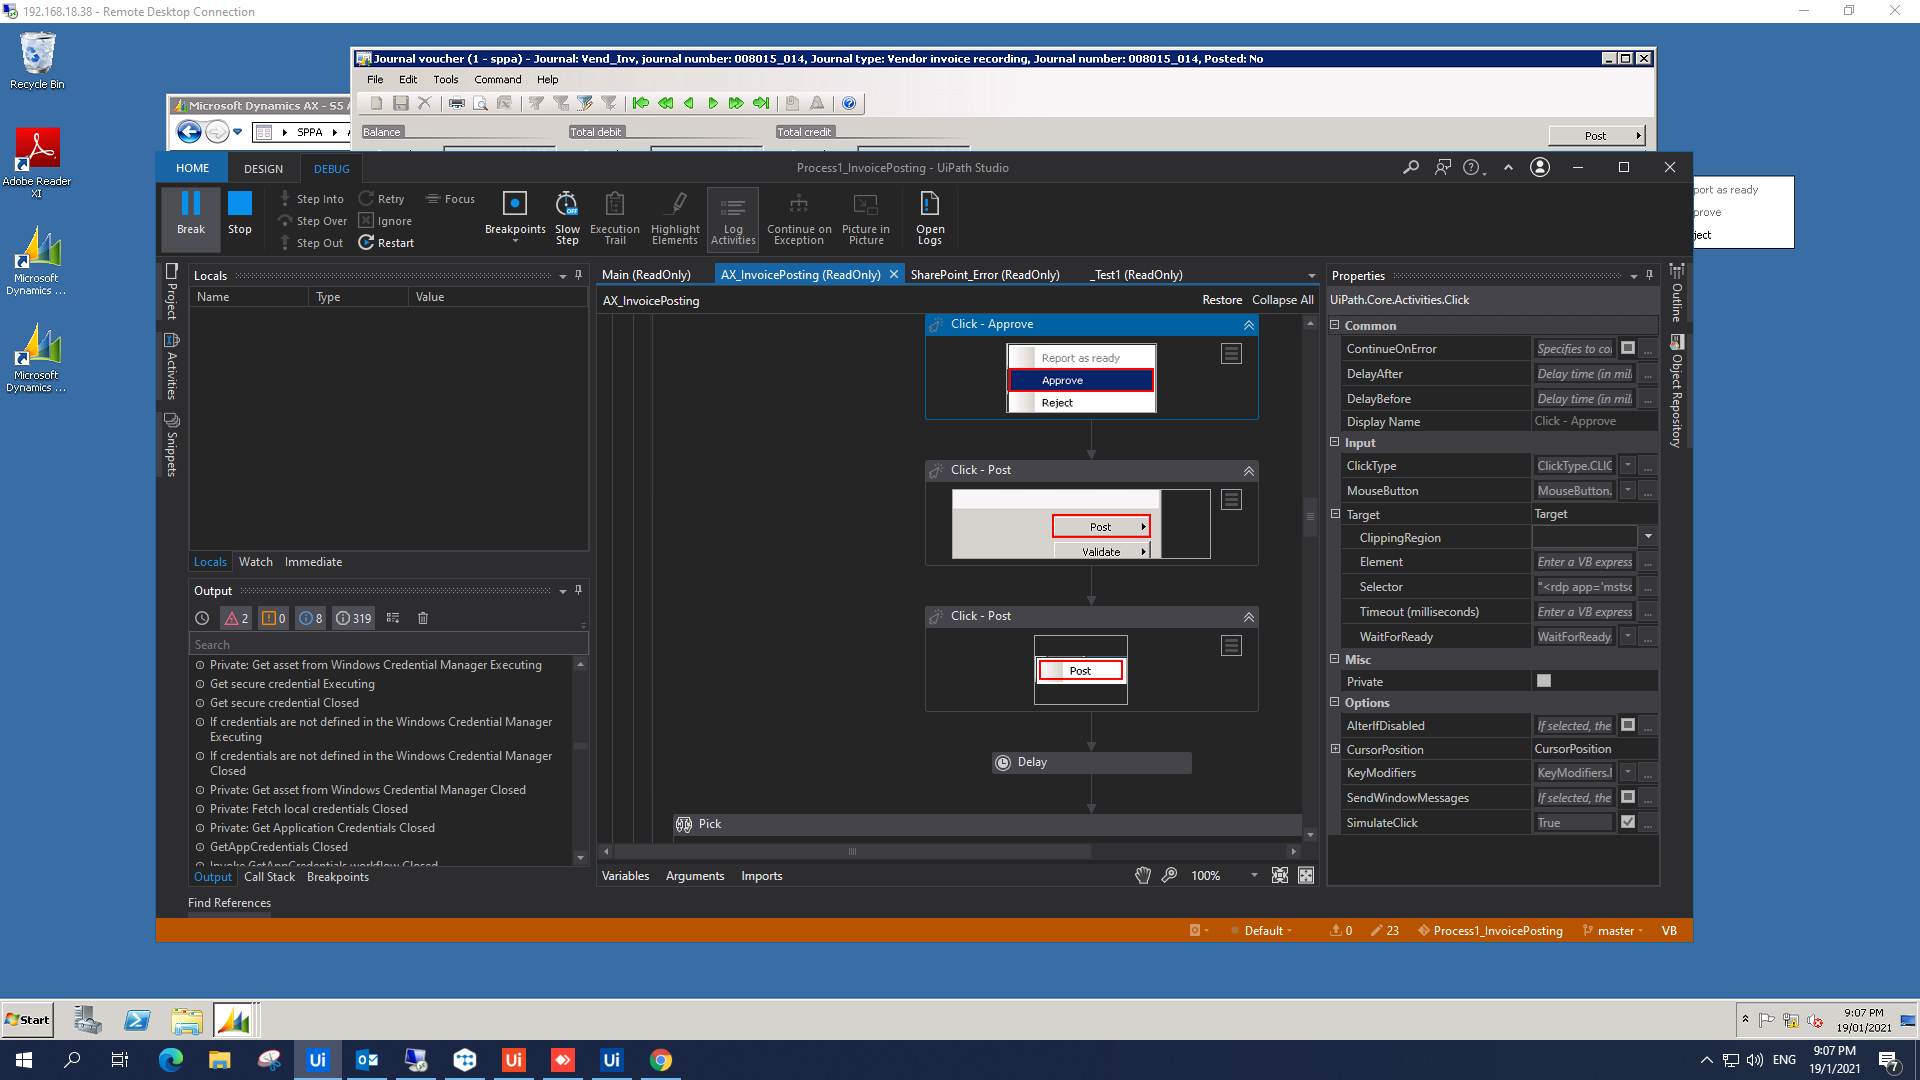 192.168.18.38 - Remote Desktop Connection
Recycle Bin
Adobe Reader
XI
Microsoft
Dynamics ...
Microsoft
Dynamics ...
Journal voucher (1 - sppa) - Journal: Vend_Inv, journal number: 008015_014, Journal type: Vendor invoice recording, Journal number: 008015_014, Posted: No
File Edit Tools Command Help
Microsoft Dynamics AX - S5
SPPA
Balance
Total debit
Total credit
Post
Process1_InvoicePosting - UiPath Studio
HOME DESIGN DEBUG
Break
Stop
Step Into
Step Over
Step Out
Retry
Ignore
Restart
Focus
Breakpoints
Slow
Step
Execution
Trail
Highlight
Elements
Log
Activities
Continue on
Exception
Picture in
Picture
Open
Logs
port as ready
prove
ject
Project
Activities
Snippets
Locals
Name Type Value
Locals Watch Immediate
Output
2 0 8 319
Search
Private: Get asset from Windows Credential Manager Executing
Get secure credential Executing
Get secure credential Closed
If credentials are not defined in the Windows Credential Manager
Executing
If credentials are not defined in the Windows Credential Manager
Closed
Private: Get asset from Windows Credential Manager Closed
Private: Fetch local credentials Closed
Private: Get Application Credentials Closed
GetAppCredentials Closed
Invoke GetAppCredentials workflow Closed
Output Call Stack Breakpoints
Find References
Main (ReadOnly) AX_InvoicePosting (ReadOnly) SharePoint_Error (ReadOnly) _Test1 (ReadOnly)
AX_InvoicePosting
Restore Collapse All
Click - Approve
Report as ready
Approve
Reject
Click - Post
Post
Validate
Click - Post
Post
Delay
Pick
Variables Arguments Imports
100%
Properties
UiPath.Core.Activities.Click
Common
ContinueOnError Specifies to co ...
DelayAfter Delay time (in mil ...
DelayBefore Delay time (in mil ...
Display Name Click - Approve
Input
ClickType ClickType.CLIC ...
MouseButton MouseButton. ...
Target Target
ClippingRegion
Element Enter a VB express ...
Selector "<rdp app='mstsc ...
Timeout (milliseconds) Enter a VB express ...
WaitForReady WaitForReady ...
Misc
Private
Options
AlterIfDisabled If selected, the ...
CursorPosition CursorPosition
KeyModifiers KeyModifiers.I ...
SendWindowMessages If selected, the ...
SimulateClick True ...
Outline
Object Repository
Default 0 23 Process1_InvoicePosting master VB
Start
9:07 PM
19/01/2021
ENG
9:07 PM
19/1/2021
7